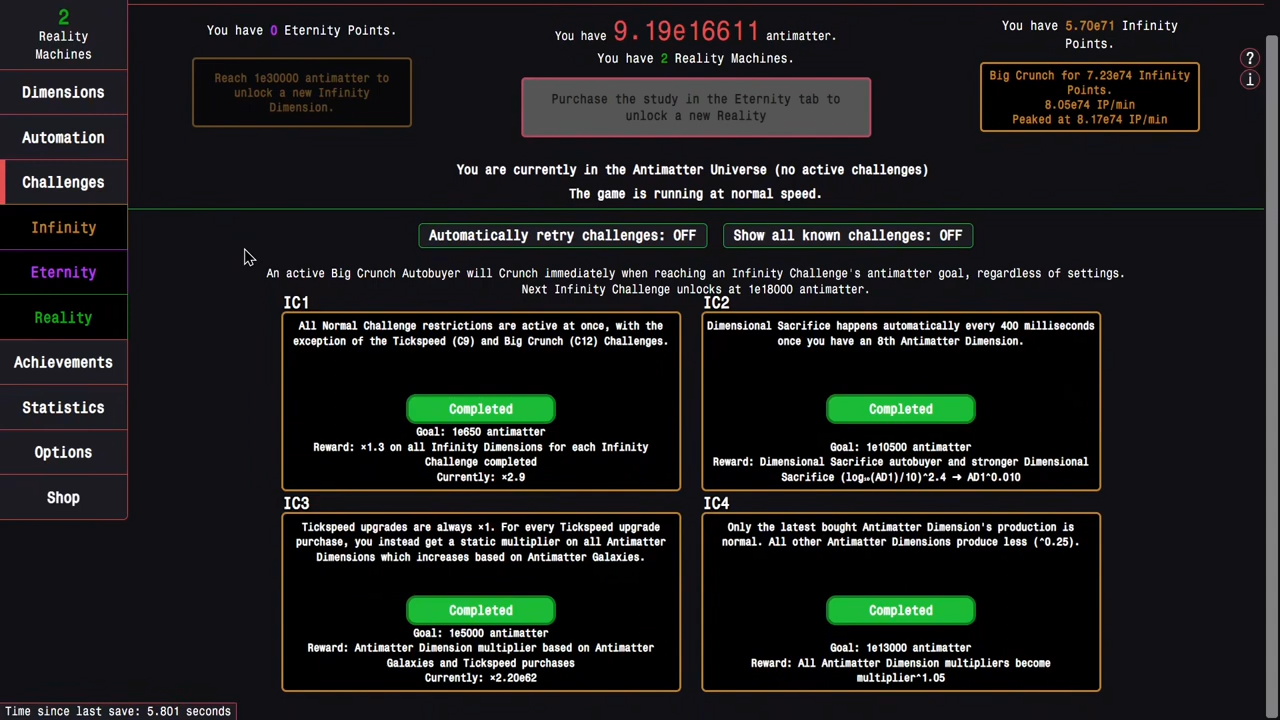 2
Reality
Machines
Dimensions
Automation
Challenges
Infinity
Eternity
Reality
Achievements
Statistics
Options
Shop
You have 0 Eternity Points.
Reach 1e30000 antimatter to
unlock a new Infinity
Dimension.
You have 9.19e16611 antimatter.
You have 2 Reality Machines.
Purchase the study in the Eternity tab to
unlock a new Reality
You have 5.70e71 Infinity
Points.
Big Crunch for 7.23e74 Infinity
Points.
8.05e74 IP/min
Peaked at 8.17e74 IP/min
?
i
You are currently in the Antimatter Universe (no active challenges)
The game is running at normal speed.
Automatically retry challenges: OFF
Show all known challenges: OFF
An active Big Crunch Autobuyer will Crunch immediately when reaching an Infinity Challenge's antimatter goal, regardless of settings.
Next Infinity Challenge unlocks at 1e18000 antimatter.
IC1
All Normal Challenge restrictions are active at once, with the
exception of the Tickspeed (C9) and Big Crunch (C12) Challenges.
Completed
Goal: 1e650 antimatter
Reward: ×1.3 on all Infinity Dimensions for each Infinity
Challenge completed
Currently: ×2.9
IC2
Dimensional Sacrifice happens automatically every 400 milliseconds
once you have an 8th Antimatter Dimension.
Completed
Goal: 1e10500 antimatter
Reward: Dimensional Sacrifice autobuyer and stronger Dimensional
Sacrifice (log₁₀(AD1)/10)^2.4 → AD1^0.010
IC3
Tickspeed upgrades are always ×1. For every Tickspeed upgrade
purchase, you instead get a static multiplier on all Antimatter
Dimensions which increases based on Antimatter Galaxies.
Completed
Goal: 1e5000 antimatter
Reward: Antimatter Dimension multiplier based on Antimatter
Galaxies and Tickspeed purchases
Currently: ×2.20e62
IC4
Only the latest bought Antimatter Dimension's production is
normal. All other Antimatter Dimensions produce less (^0.25).
Completed
Goal: 1e13000 antimatter
Reward: All Antimatter Dimension multipliers become
multiplier^1.05
Time since last save: 5.801 seconds